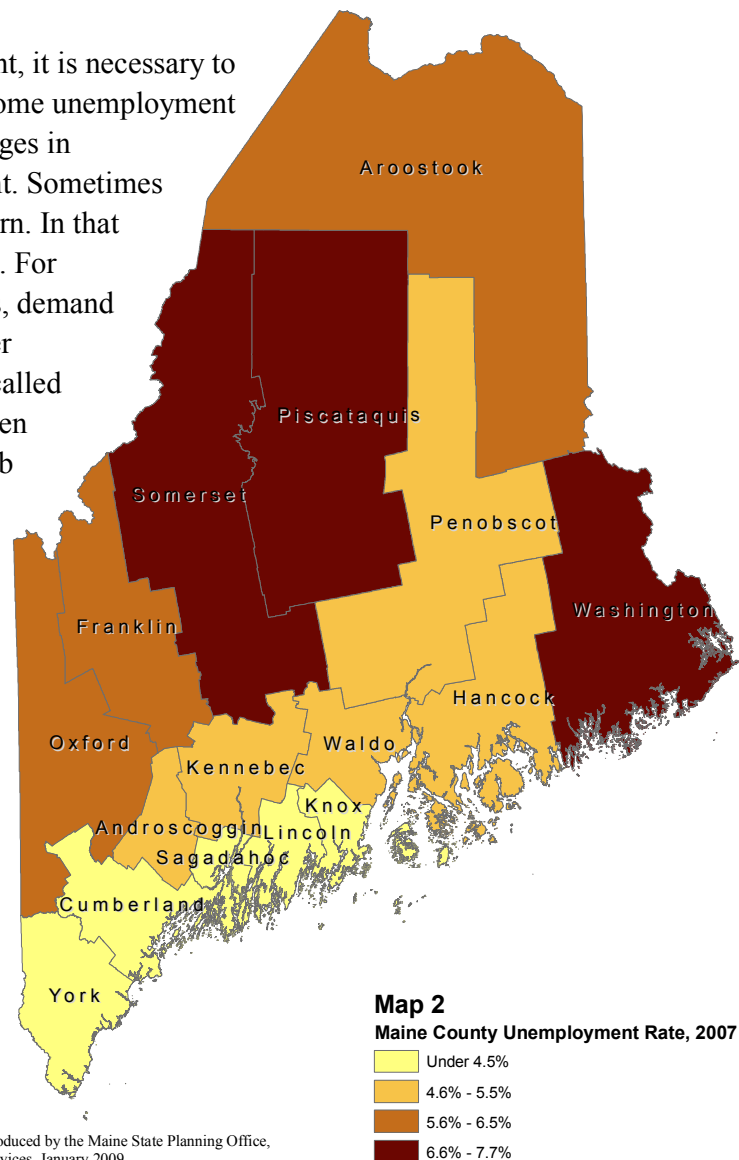 nt, it is necessary to
ome unemployment
ges in
nt. Sometimes
rn. In that
. For
s, demand
er
called
en
b
Aroostook
Piscataquis
Somerset
Penobscot
Washington
Franklin
Hancock
Oxford
Waldo
Kennebec
Knox
Androscoggin
Lincoln
Sagadahoc
Cumberland
York
Map 2
Maine County Unemployment Rate, 2007
Under 4.5%
4.6% - 5.5%
5.6% - 6.5%
6.6% - 7.7%
oduced by the Maine State Planning Office,
vices, January 2009